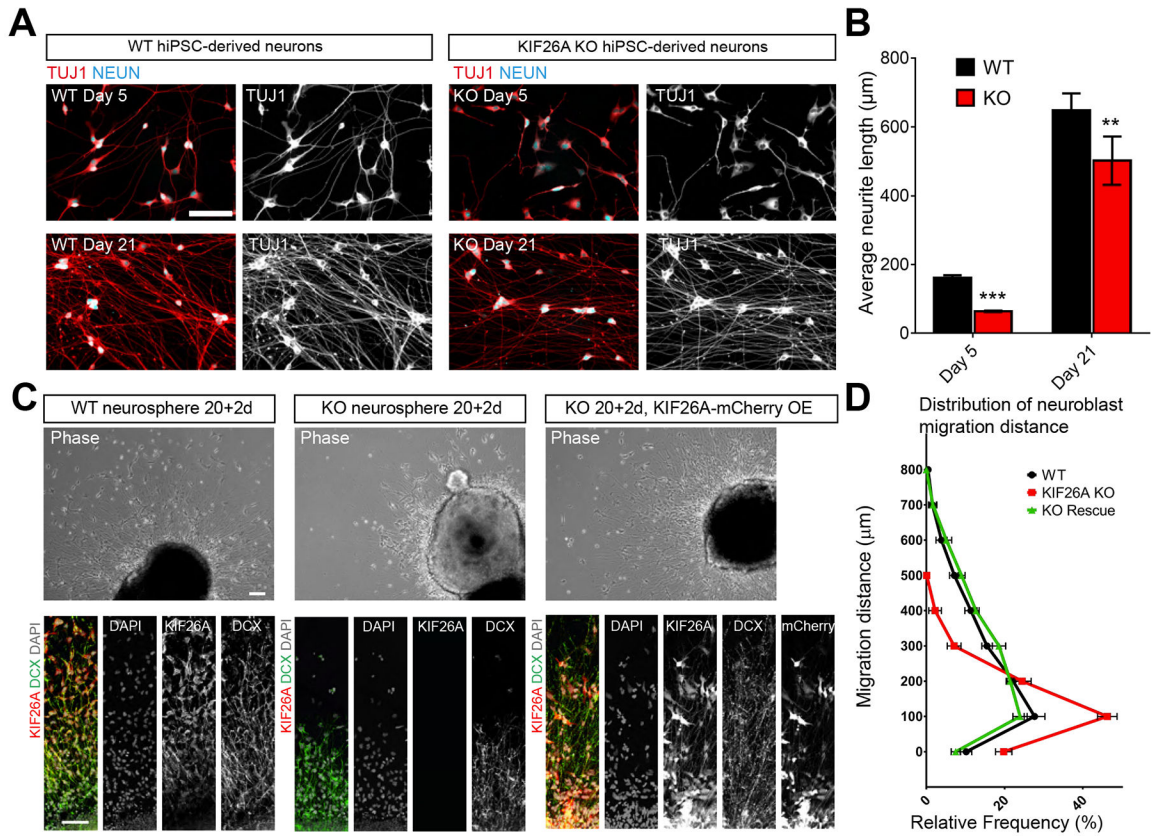 A
WT hiPSC-derived neurons
KIF26A KO hiPSC-derived neurons
TUJ1 NEUN
TUJ1 NEUN
WT Day 5
TUJ1
KO Day 5
TUJ1
WT Day 21
TUJ1
KO Day 21
TUJ1
B
WT
KO
Average neurite length (µm)
800
600
400
200
0
***
**
Day 5
Day 21
C
WT neurosphere 20+2d
KO neurosphere 20+2d
KO 20+2d, KIF26A-mCherry OE
Phase
Phase
Phase
KIF26A DCX DAPI
DAPI
KIF26A
DCX
KIF26A DCX DAPI
DAPI
KIF26A
DCX
KIF26A DCX DAPI
DAPI
KIF26A
DCX
mCherry
D
Distribution of neuroblast
migration distance
WT
KIF26A KO
KO Rescue
Migration distance (µm)
800
700
600
500
400
300
200
100
0
0
20
40
Relative Frequency (%)